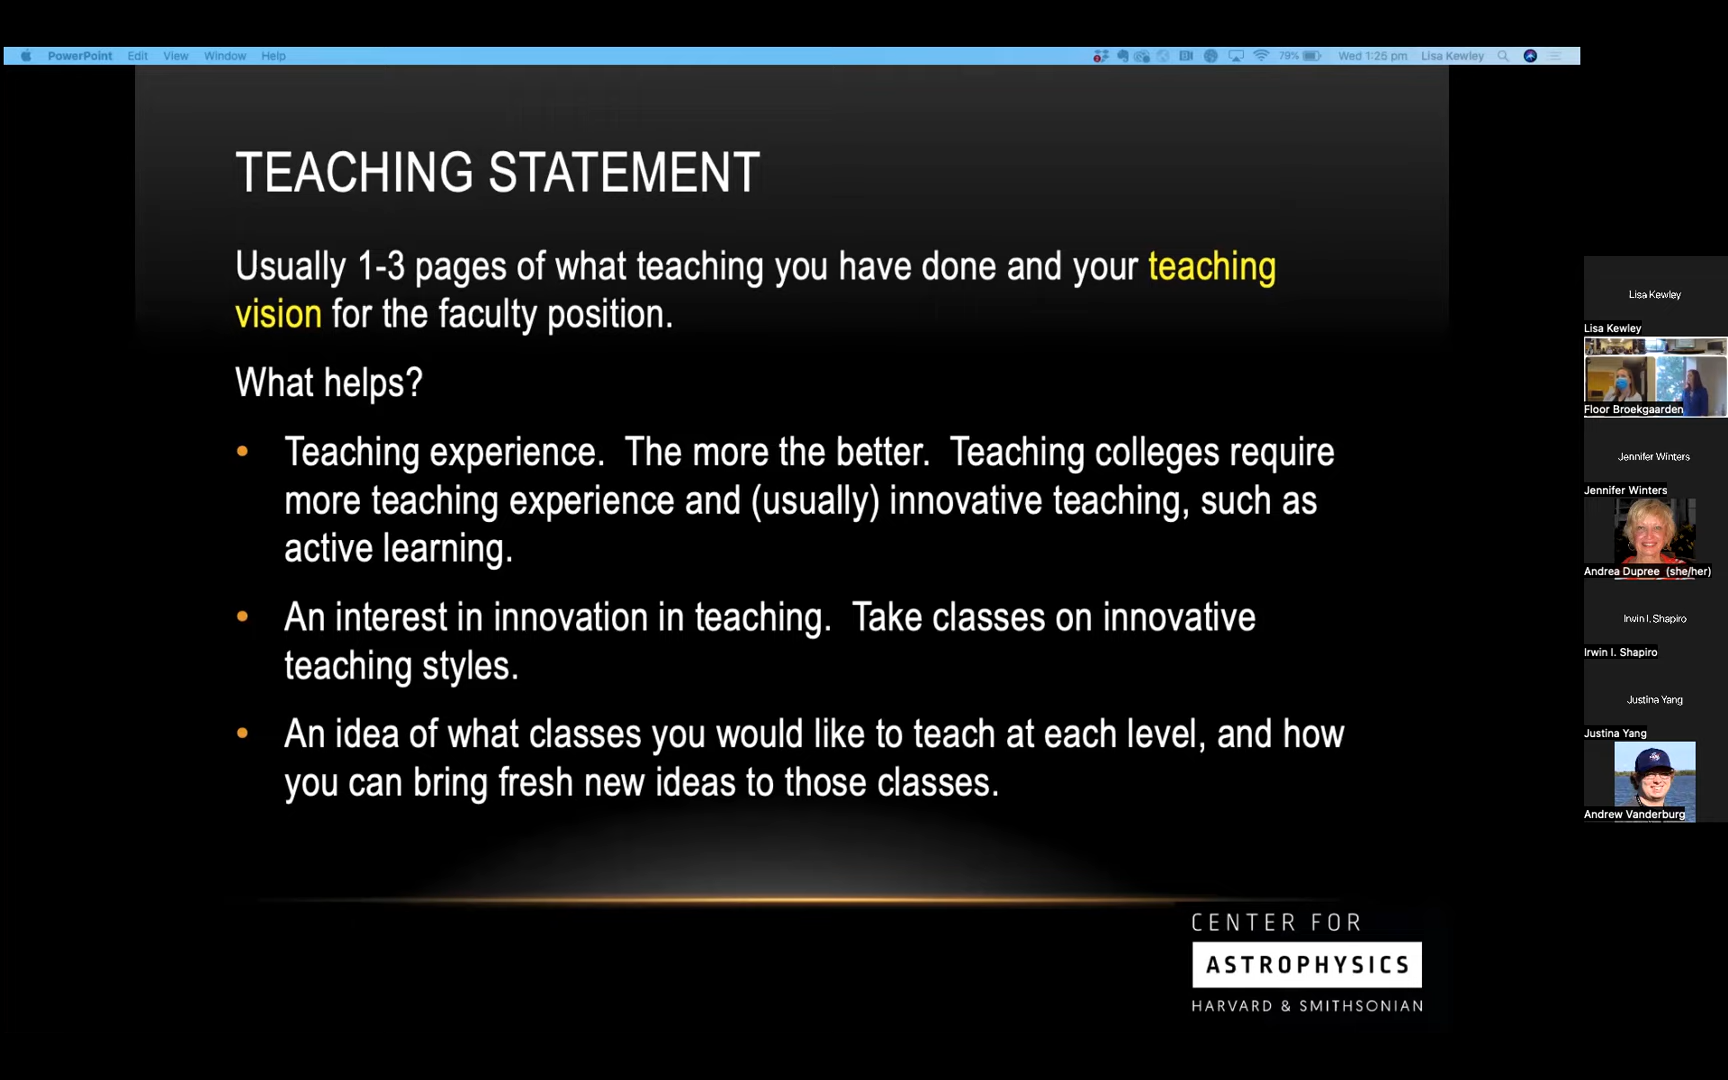 PowerPoint Edit View Window Help
79% Wed 1:25 pm Lisa Kewley
TEACHING STATEMENT
Usually 1-3 pages of what teaching you have done and your teaching
vision for the faculty position.
What helps?
• Teaching experience.  The more the better.  Teaching colleges require
more teaching experience and (usually) innovative teaching, such as
active learning.
• An interest in innovation in teaching.  Take classes on innovative
teaching styles.
• An idea of what classes you would like to teach at each level, and how
you can bring fresh new ideas to those classes.
CENTER FOR
ASTROPHYSICS
HARVARD & SMITHSONIAN
Lisa Kewley
Lisa Kewley
Floor Broekgaarden
Jennifer Winters
Jennifer Winters
Andrea Dupree (she/her)
Irwin I. Shapiro
Irwin I. Shapiro
Justina Yang
Justina Yang
Andrew Vanderburg